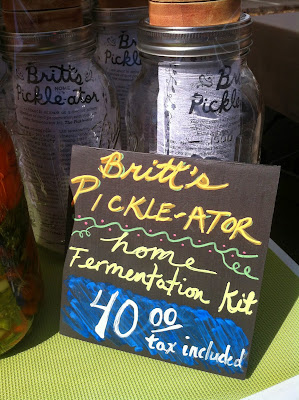 Britt's
Pickle-ator
Britt's
Pickle
Britt's
PICKLE-ATOR
home
Fermentation Kit
40 00
tax included